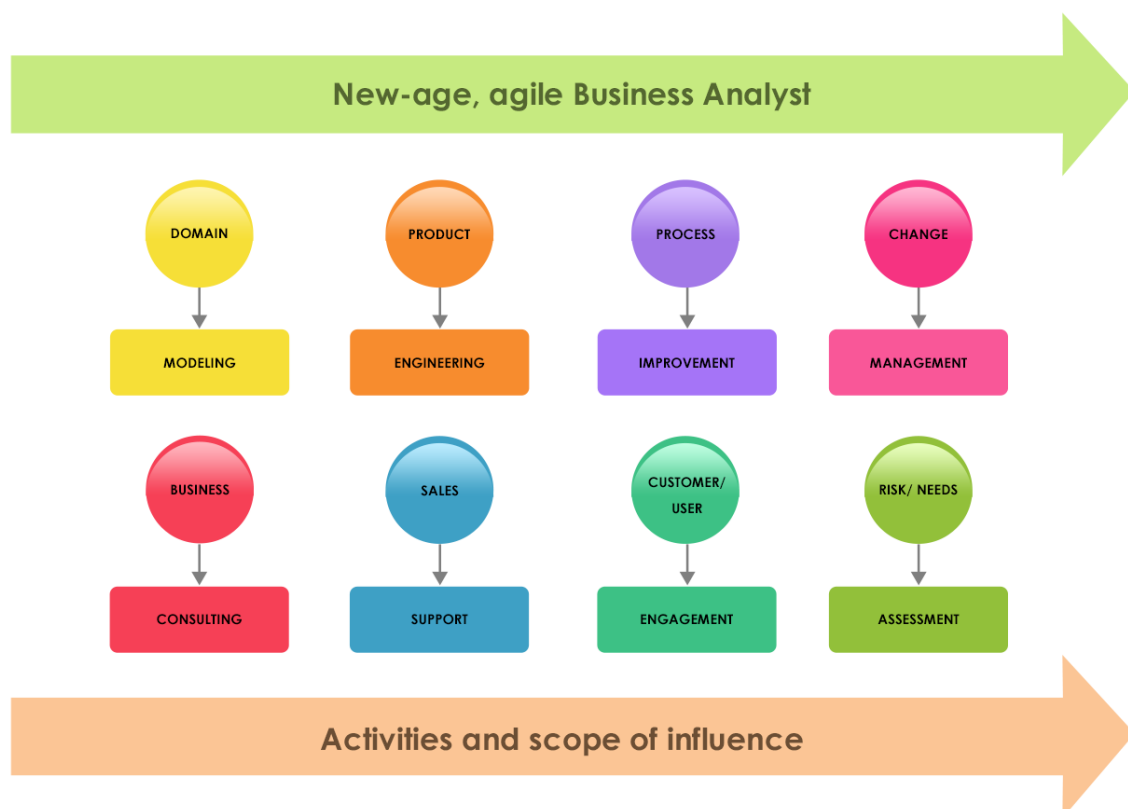 New-age, agile Business Analyst
DOMAIN
PRODUCT
PROCESS
CHANGE
MODELING
ENGINEERING
IMPROVEMENT
MANAGEMENT
BUSINESS
SALES
CUSTOMER/
USER
RISK/ NEEDS
CONSULTING
SUPPORT
ENGAGEMENT
ASSESSMENT
Activities and scope of influence